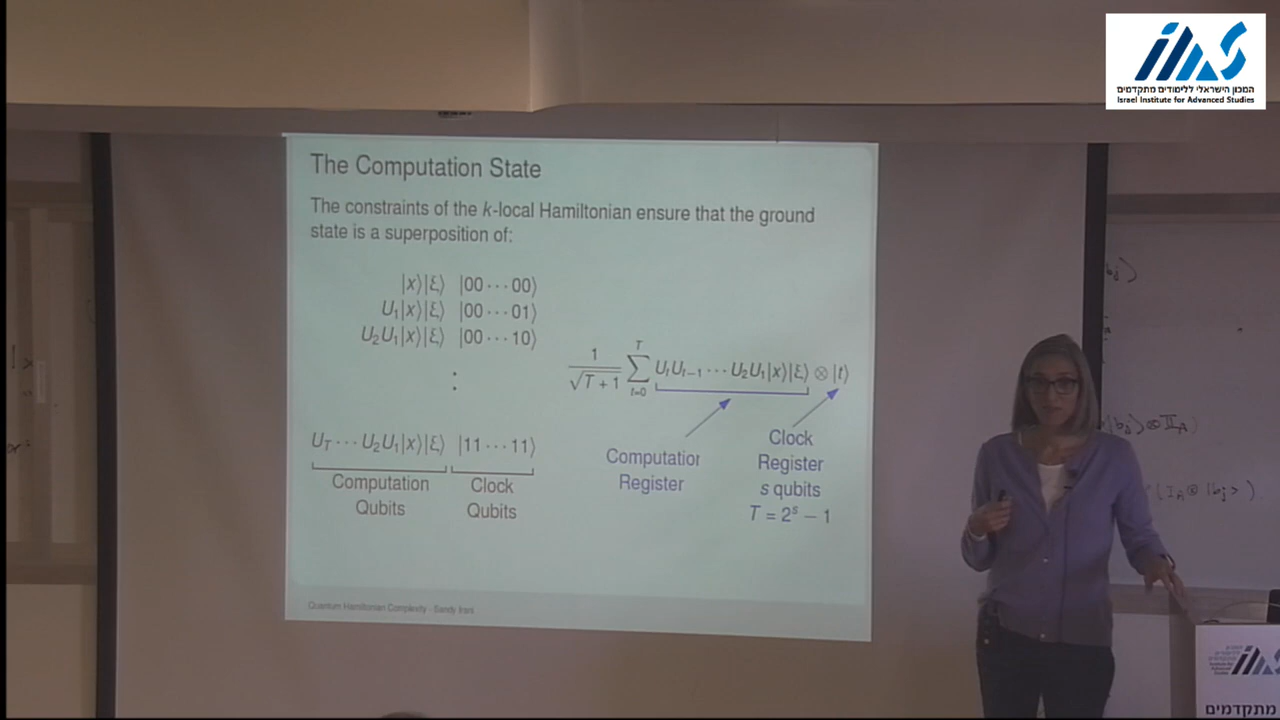 המכון הישראלי ללימודים מתקדמים
Israel Institute for Advanced Studies
The Computation State
The constraints of the k-local Hamiltonian ensure that the ground
state is a superposition of:
|x⟩|ξ⟩ |00 ⋯ 00⟩
U₁|x⟩|ξ⟩ |00 ⋯ 01⟩
U₂U₁|x⟩|ξ⟩ |00 ⋯ 10⟩
⋮
U_T ⋯ U₂U₁|x⟩|ξ⟩ |11 ⋯ 11⟩
Computation
Qubits
Clock
Qubits
1/√(T + 1) ∑_{t=0}^{T} U_tU_{t−1} ⋯ U₂U₁|x⟩|ξ⟩ ⊗ |t⟩
Computation
Register
Clock
Register
s qubits
T = 2ˢ − 1
Quantum Hamiltonian Complexity - Sandy Irani
מתקדמים